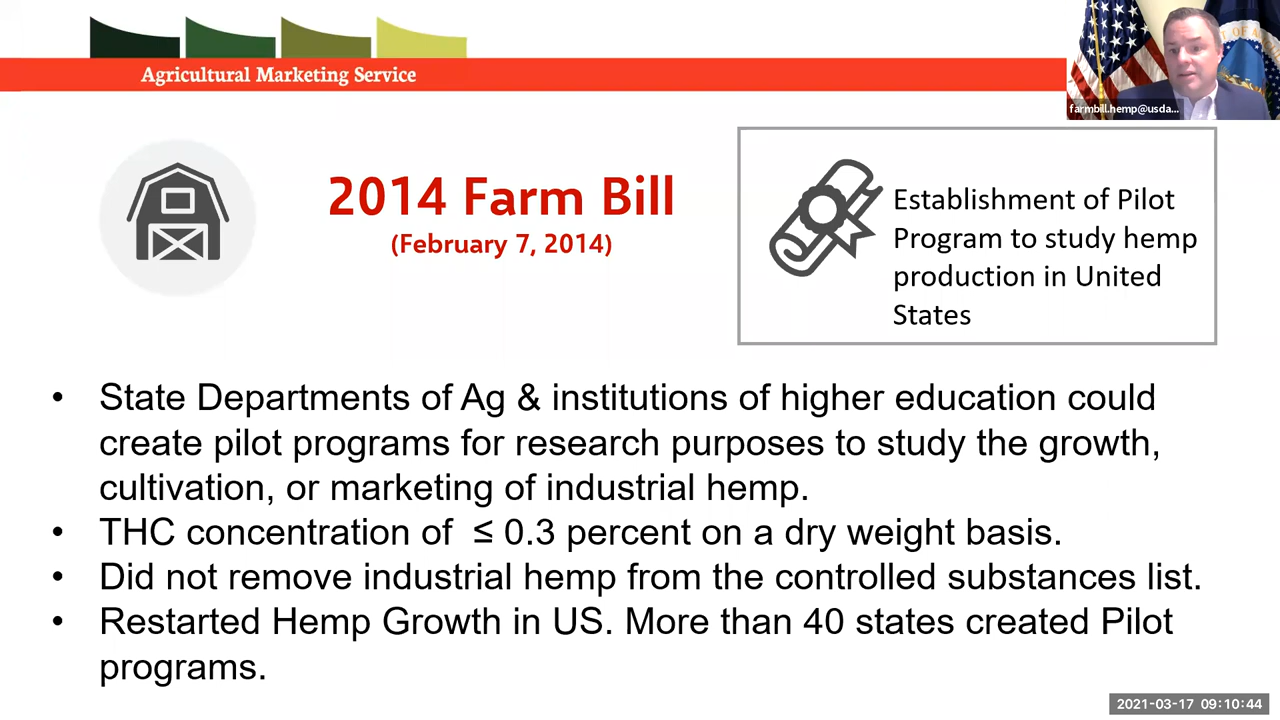 Agricultural Marketing Service
farmbill.hemp@usda...
2014 Farm Bill
(February 7, 2014)
Establishment of Pilot
Program to study hemp
production in United
States
• State Departments of Ag & institutions of higher education could
create pilot programs for research purposes to study the growth,
cultivation, or marketing of industrial hemp.
• THC concentration of ≤ 0.3 percent on a dry weight basis.
• Did not remove industrial hemp from the controlled substances list.
• Restarted Hemp Growth in US. More than 40 states created Pilot
programs.
2021-03-17 09:10:44